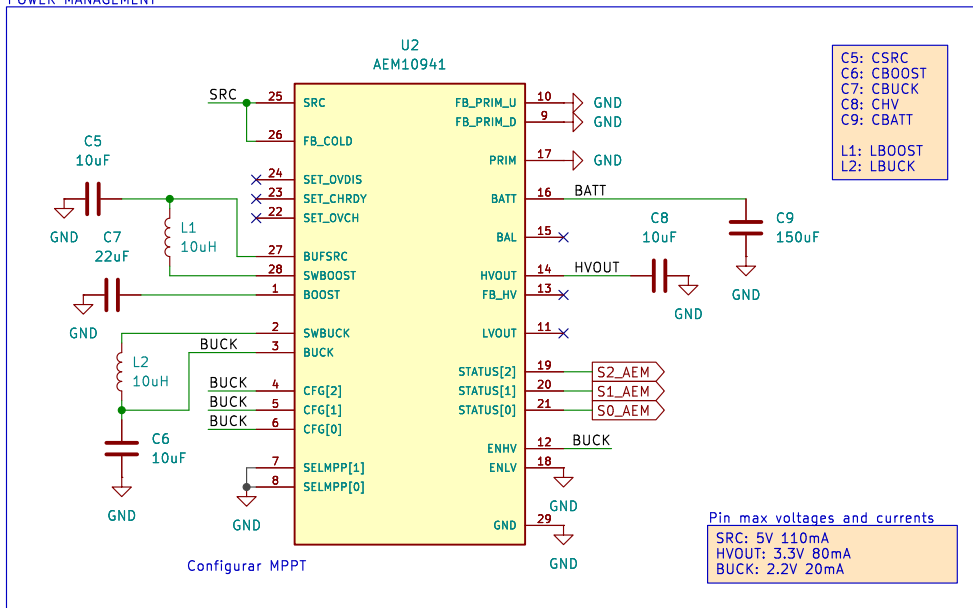 POWER MANAGEMENT
U2
AEM10941
C5: CSRC
C6: CBOOST
C7: CBUCK
C8: CHV
C9: CBATT
L1: LBOOST
L2: LBUCK
SRC
25
SRC
26
FB_COLD
24
SET_OVDIS
23
SET_CHRDY
22
SET_OVCH
C5
10uF
GND
L1
10uH
27
BUFSRC
28
SWBOOST
C7
22uF
GND
1
BOOST
2
SWBUCK
BUCK
3
BUCK
L2
10uH
BUCK
4
CFG[2]
BUCK
5
CFG[1]
BUCK
6
CFG[0]
C6
10uF
GND
7
SELMPP[1]
8
SELMPP[0]
GND
Configurar MPPT
FB_PRIM_U
10
GND
FB_PRIM_D
9
GND
PRIM
17
GND
BATT
16
BATT
C9
150uF
GND
BAL
15
HVOUT
14
HVOUT
C8
10uF
GND
FB_HV
13
LVOUT
11
STATUS[2]
19
S2_AEM
STATUS[1]
20
S1_AEM
STATUS[0]
21
S0_AEM
ENHV
12
BUCK
ENLV
18
GND
GND
29
GND
Pin max voltages and currents
SRC: 5V 110mA
HVOUT: 3.3V 80mA
BUCK: 2.2V 20mA